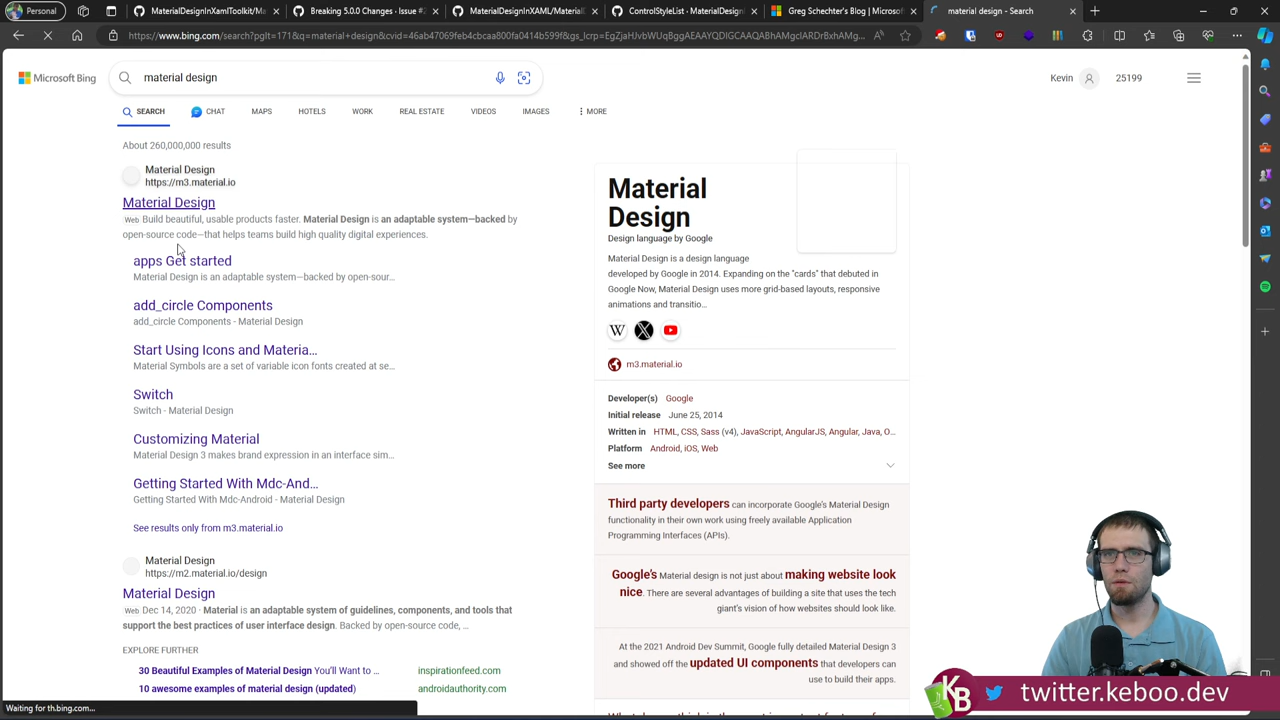 Personal
MaterialDesignInXamlToolkit/Ma
Breaking 5.0.0 Changes · Issue #2
MaterialDesignInXAML/Material
ControlStyleList - MaterialDesign
Greg Schechter's Blog | Microsof
material design - Search
https://www.bing.com/search?pglt=171&q=material+design&cvid=46ab47069feb4cbcaa800fa0414b599f&gs_lcrp=EgZjaHJvbWUqBggAEAAYQDIGCAAQABhAMgcIARDrBxhAMg...
Microsoft Bing
material design
Kevin
25199
SEARCH
CHAT
MAPS
HOTELS
WORK
REAL ESTATE
VIDEOS
IMAGES
MORE
About 260,000,000 results
Material Design
https://m3.material.io
Material Design
Web Build beautiful, usable products faster. Material Design is an adaptable system—backed by
open-source code—that helps teams build high quality digital experiences.
apps Get started
Material Design is an adaptable system—backed by open-sour…
add_circle Components
add_circle Components - Material Design
Start Using Icons and Materia…
Material Symbols are a set of variable icon fonts created at se…
Switch
Switch - Material Design
Customizing Material
Material Design 3 makes brand expression in an interface sim…
Getting Started With Mdc-And…
Getting Started With Mdc-Android - Material Design
See results only from m3.material.io
Material Design
https://m2.material.io/design
Material Design
Web Dec 14, 2020 · Material is an adaptable system of guidelines, components, and tools that
support the best practices of user interface design. Backed by open-source code, …
EXPLORE FURTHER
30 Beautiful Examples of Material Design You'll Want to …
inspirationfeed.com
10 awesome examples of material design (updated)
androidauthority.com
Material
Design
Design language by Google
Material Design is a design language
developed by Google in 2014. Expanding on the "cards" that debuted in
Google Now, Material Design uses more grid-based layouts, responsive
animations and transitio…
W
X
m3.material.io
Developer(s) Google
Initial release June 25, 2014
Written in HTML, CSS, Sass (v4), JavaScript, AngularJS, Angular, Java, O…
Platform Android, iOS, Web
See more
Third party developers can incorporate Google's Material Design
functionality in their own work using freely available Application
Programming Interfaces (APIs).
Google's Material design is not just about making website look
nice. There are several advantages of building a site that uses the tech
giant's vision of how websites should look like.
At the 2021 Android Dev Summit, Google fully detailed Material Design 3
and showed off the updated UI components that developers can
use to build their apps.
Waiting for th.bing.com...
KB
twitter.keboo.dev